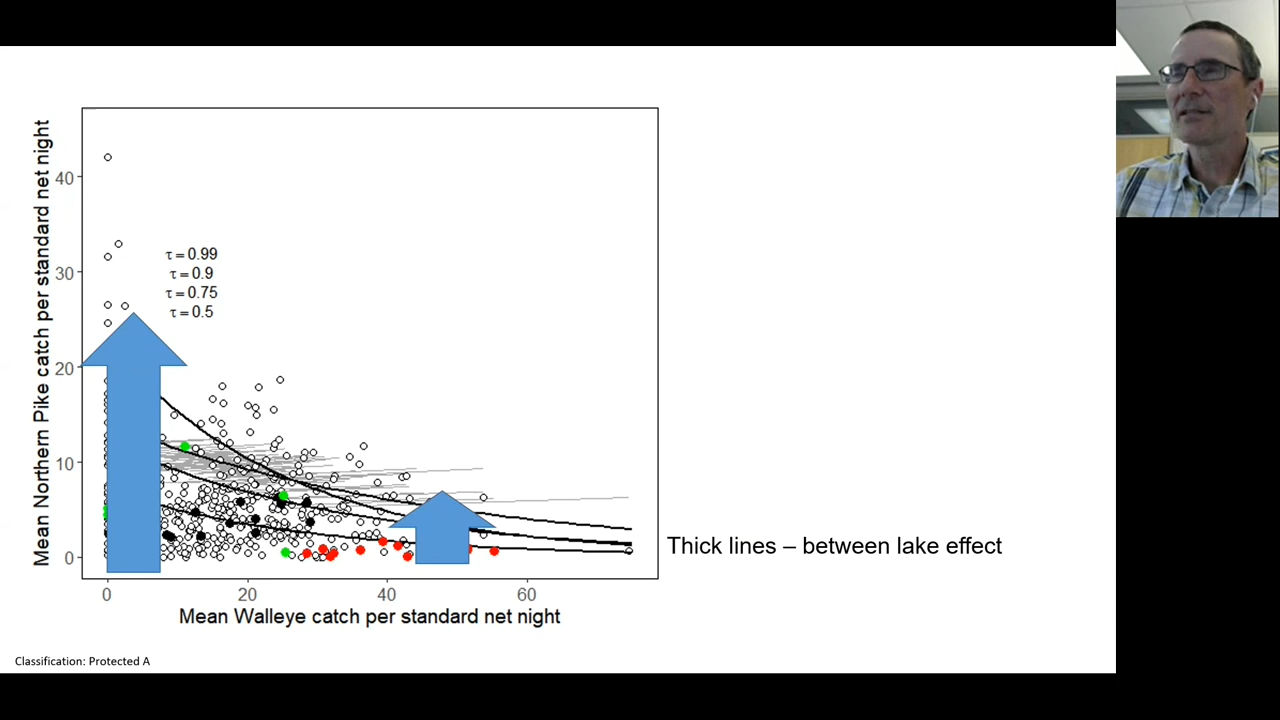 Mean Northern Pike catch per standard net night
40
30
20
10
0
τ = 0.99
τ = 0.9
τ = 0.75
τ = 0.5
0 20 40 60
Mean Walleye catch per standard net night
Thick lines – between lake effect
Classification: Protected A